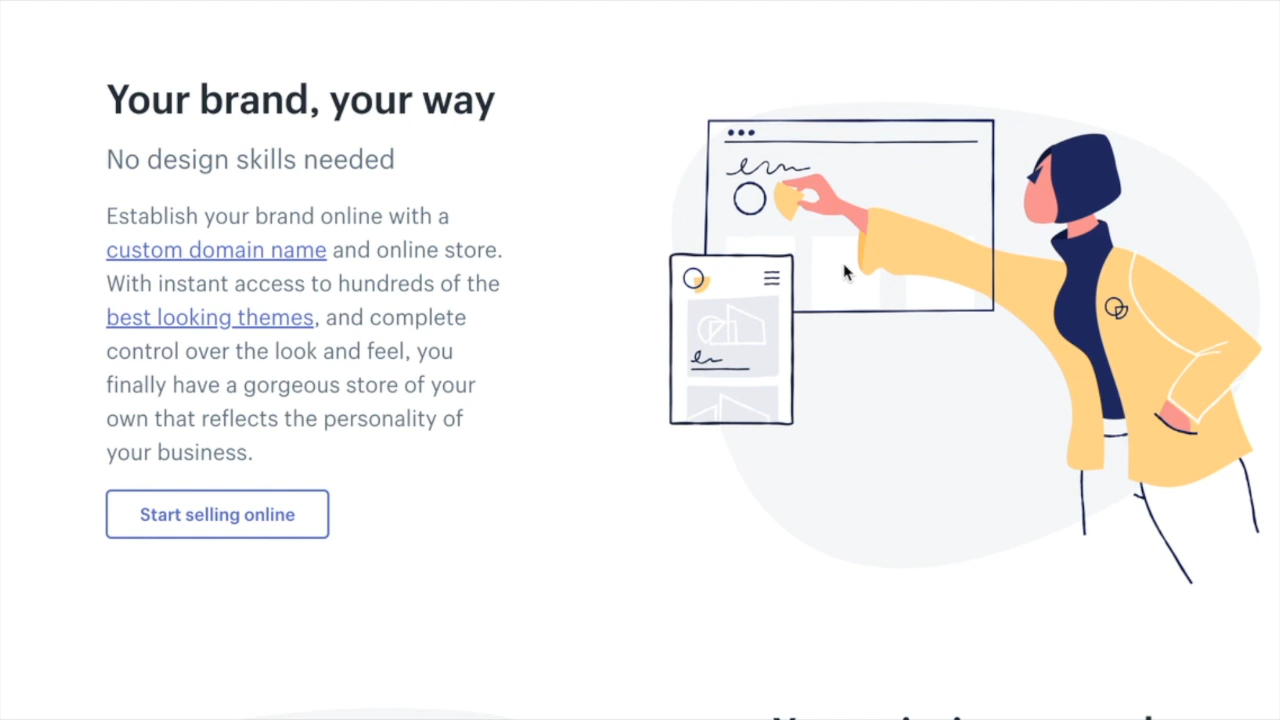 Your brand, your way
No design skills needed
Establish your brand online with a
custom domain name and online store.
With instant access to hundreds of the
best looking themes, and complete
control over the look and feel, you
finally have a gorgeous store of your
own that reflects the personality of
your business.
Start selling online